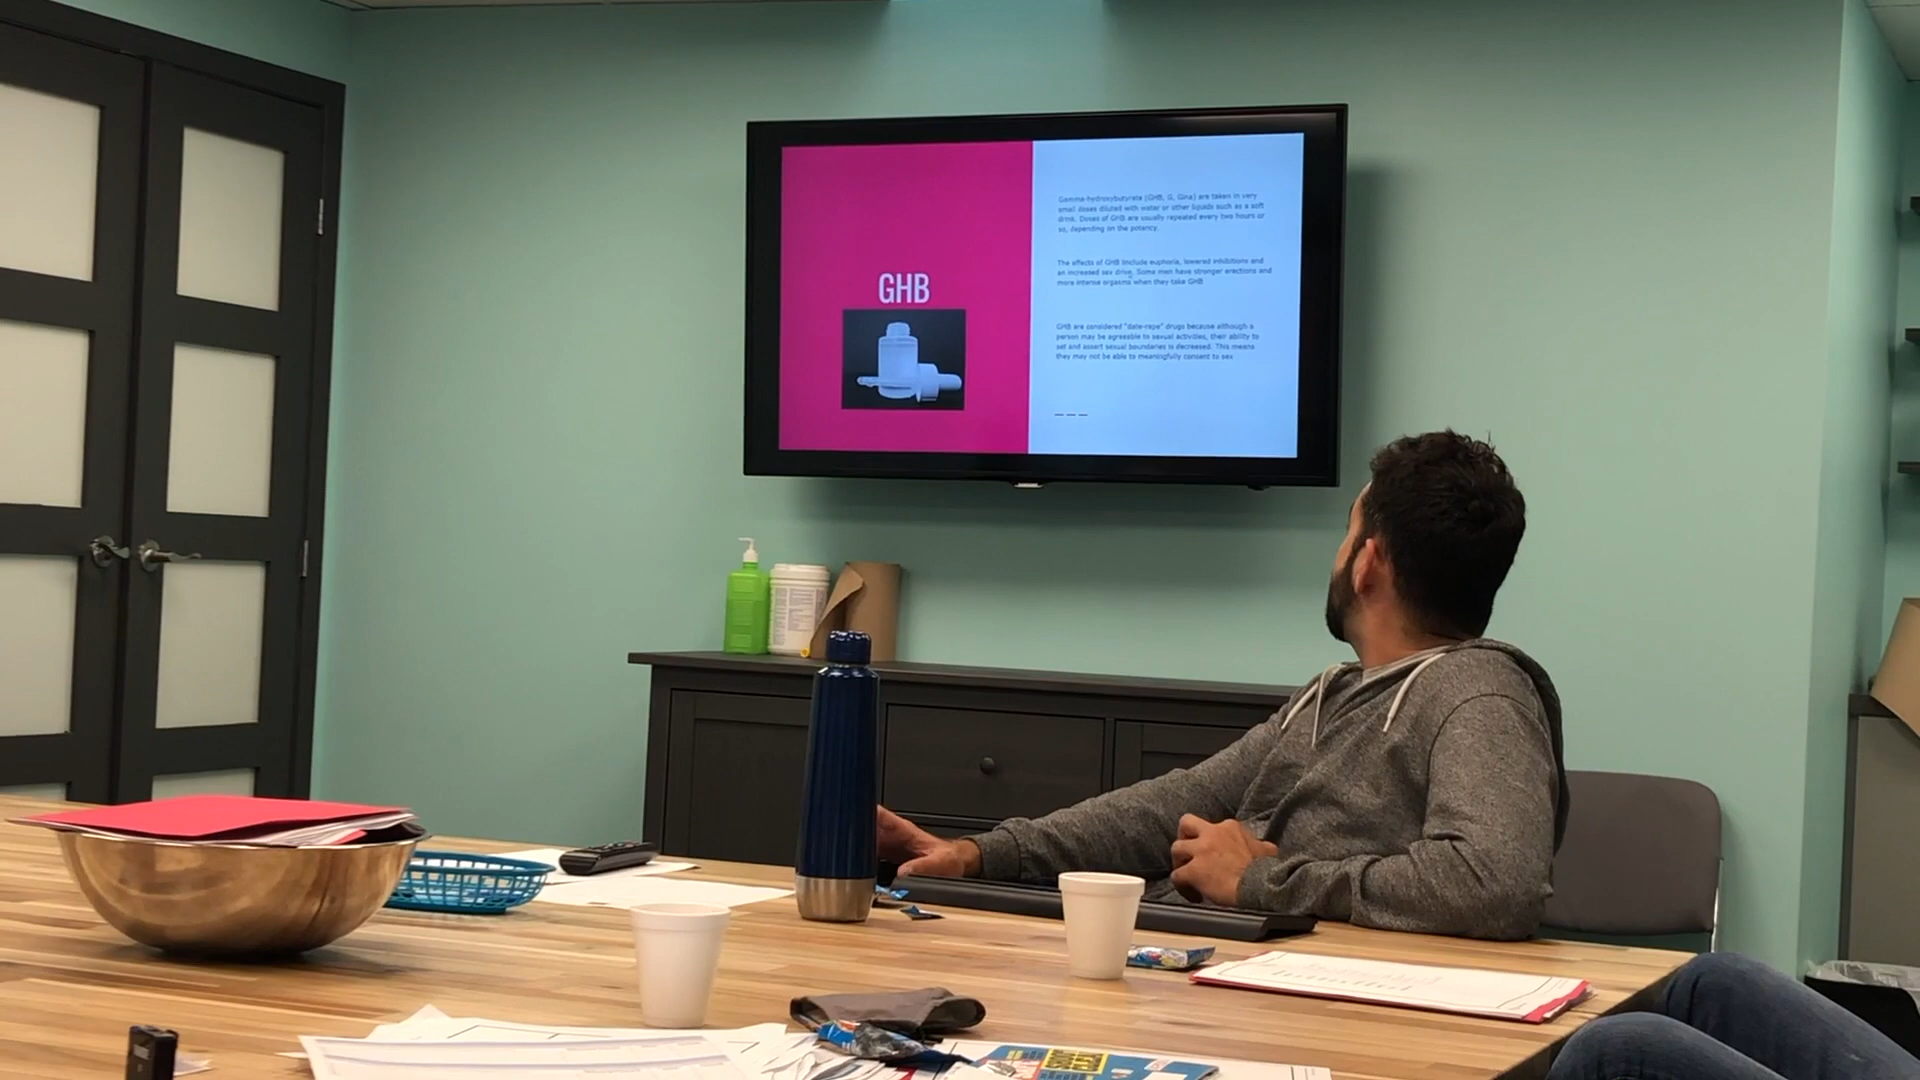 GHB
Gamma-hydroxybutyrate (GHB, G, Gina) are taken in very
small doses diluted with water or other liquids such as a soft
drink. Doses of GHB are usually repeated every two hours or
so, depending on the potency.
The effects of GHB iinclude euphoria, lowered inhibitions and
an increased sex drive. Some men have stronger erections and
more intense orgasms when they take GHB
GHB are considered "date-rape" drugs because although a
person may be agreeable to sexual activities, their ability to
set and assert sexual boundaries is decreased. This means
they may not be able to meaningfully consent to sex